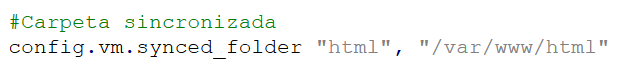 #Carpeta sincronizada
config.vm.synced_folder "html", "/var/www/html"